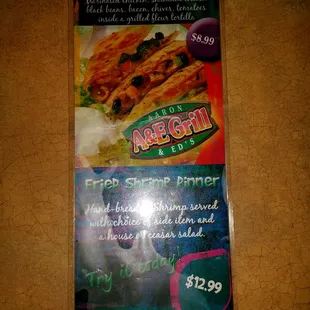 black beans, bacon, chives, tomatoes
inside a grilled flour tortilla.
$8.99
AARON
A&E Grill
& ED'S
Fried Shrimp Dinner
Hand-breaded Shrimp served
with choice of side item and
a house or ceasar salad.
Try it today!
$12.99